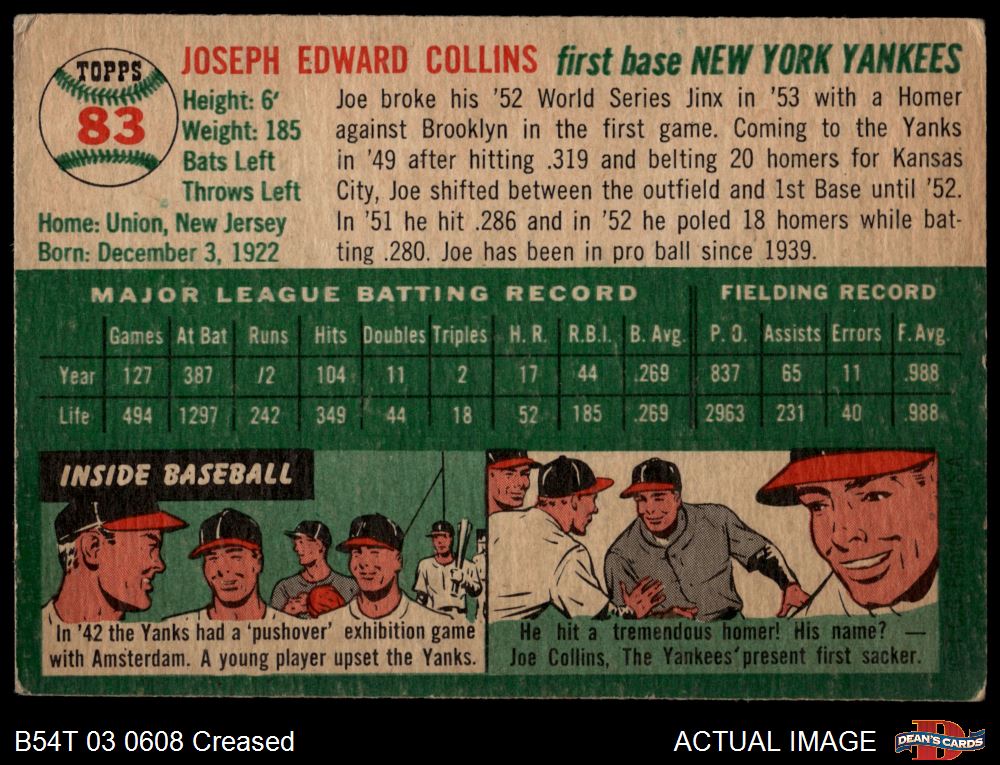 TOPPS
83
JOSEPH EDWARD COLLINS first base NEW YORK YANKEES
Height: 6'
Weight: 185
Bats Left
Throws Left
Home: Union, New Jersey
Born: December 3, 1922
Joe broke his '52 World Series Jinx in '53 with a Homer
against Brooklyn in the first game. Coming to the Yanks
in '49 after hitting .319 and belting 20 homers for Kansas
City, Joe shifted between the outfield and 1st Base until '52.
In '51 he hit .286 and in '52 he poled 18 homers while bat-
ting .280. Joe has been in pro ball since 1939.
MAJOR LEAGUE BATTING RECORD FIELDING RECORD
Games At Bat Runs Hits Doubles Triples H. R. R.B.I. B. Avg. P. O. Assists Errors F. Avg.
Year 127 387 /2 104 11 2 17 44 .269 837 65 11 .988
Life 494 1297 242 349 44 18 52 185 .269 2963 231 40 .988
INSIDE BASEBALL
In '42 the Yanks had a 'pushover' exhibition game
with Amsterdam. A young player upset the Yanks.
He hit a tremendous homer! His name? —
Joe Collins, The Yankees' present first sacker.
B54T 03 0608 Creased
ACTUAL IMAGE
DEAN'S CARDS